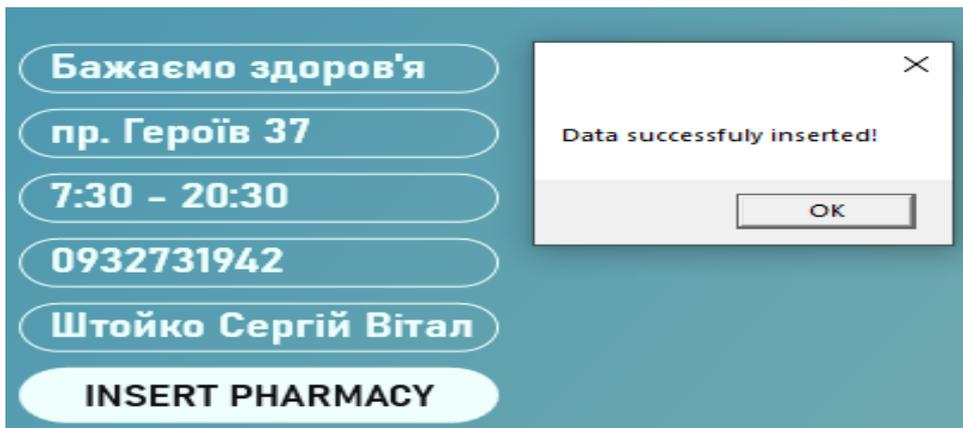 Бажаємо здоров'я
пр. Героїв 37
7:30 – 20:30
0932731942
Штойко Сергій Вітал
INSERT PHARMACY
Data successfuly inserted!
OK